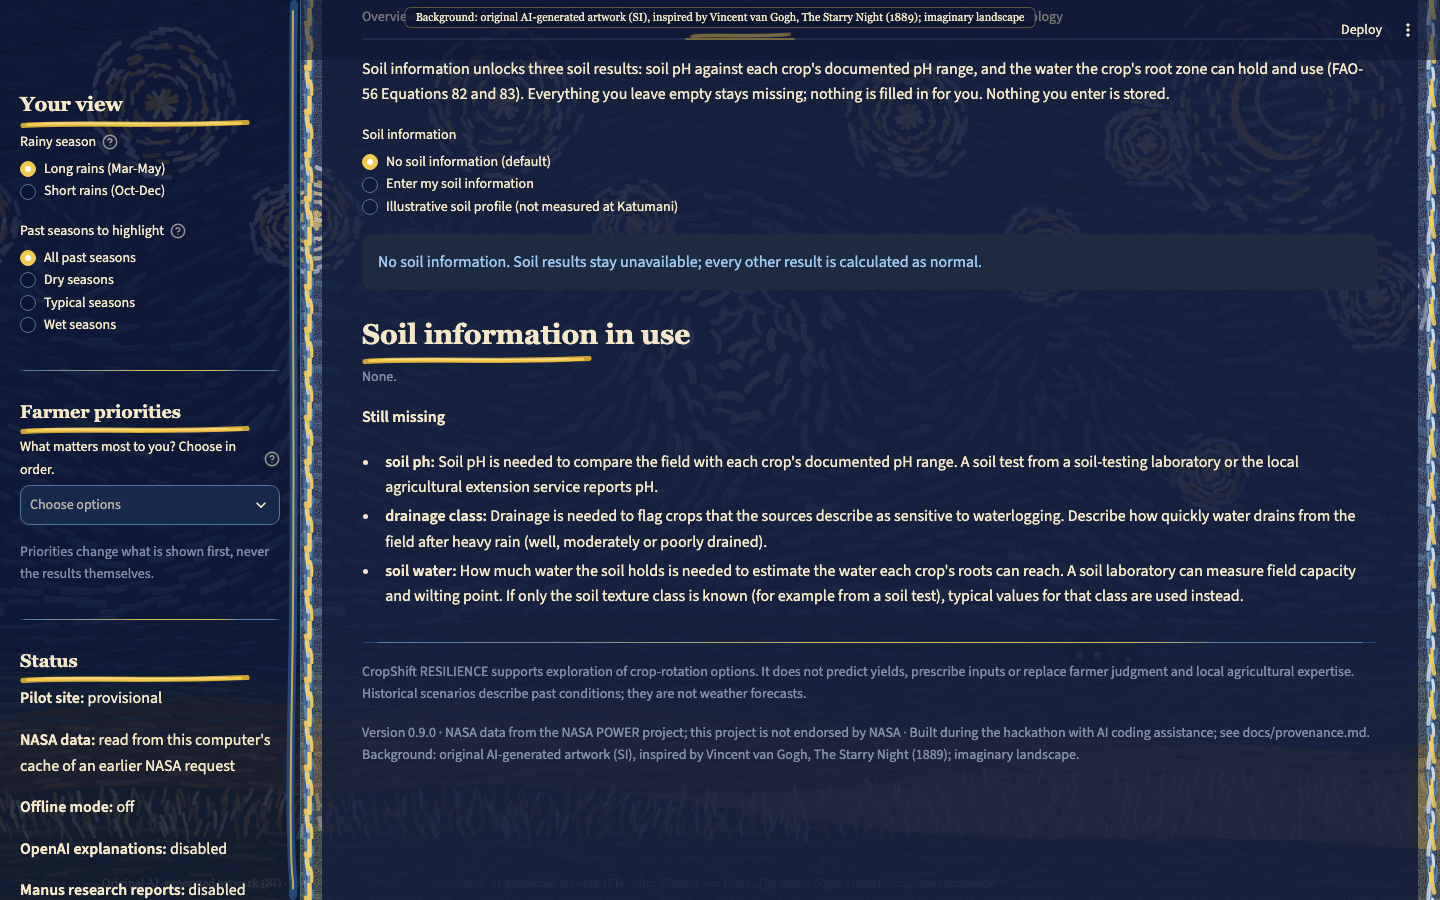 Your view
Rainy season
Long rains (Mar-May)
Short rains (Oct-Dec)
Past seasons to highlight
All past seasons
Dry seasons
Typical seasons
Wet seasons
Farmer priorities
What matters most to you? Choose in
order.
Choose options
Priorities change what is shown first, never
the results themselves.
Status
Pilot site: provisional
NASA data: read from this computer's
cache of an earlier NASA request
Offline mode: off
OpenAI explanations: disabled
Manus research reports: disabled
Background: original AI-generated artwork (SI), inspired by Vincent van Gogh, The Starry Night (1889); imaginary landscape
Deploy
Soil information unlocks three soil results: soil pH against each crop's documented pH range, and the water the crop's root zone can hold and use (FAO-
56 Equations 82 and 83). Everything you leave empty stays missing; nothing is filled in for you. Nothing you enter is stored.
Soil information
No soil information (default)
Enter my soil information
Illustrative soil profile (not measured at Katumani)
No soil information. Soil results stay unavailable; every other result is calculated as normal.
Soil information in use
None.
Still missing
soil ph: Soil pH is needed to compare the field with each crop's documented pH range. A soil test from a soil-testing laboratory or the local
agricultural extension service reports pH.
drainage class: Drainage is needed to flag crops that the sources describe as sensitive to waterlogging. Describe how quickly water drains from the
field after heavy rain (well, moderately or poorly drained).
soil water: How much water the soil holds is needed to estimate the water each crop's roots can reach. A soil laboratory can measure field capacity
and wilting point. If only the soil texture class is known (for example from a soil test), typical values for that class are used instead.
CropShift RESILIENCE supports exploration of crop-rotation options. It does not predict yields, prescribe inputs or replace farmer judgment and local agricultural expertise.
Historical scenarios describe past conditions; they are not weather forecasts.
Version 0.9.0 · NASA data from the NASA POWER project; this project is not endorsed by NASA · Built during the hackathon with AI coding assistance; see docs/provenance.md.
Background: original AI-generated artwork (SI), inspired by Vincent van Gogh, The Starry Night (1889); imaginary landscape.
Original AI-generated artwork (SI) - after Vincent van Gogh, The Starry Night (1889) - imaginary landscape